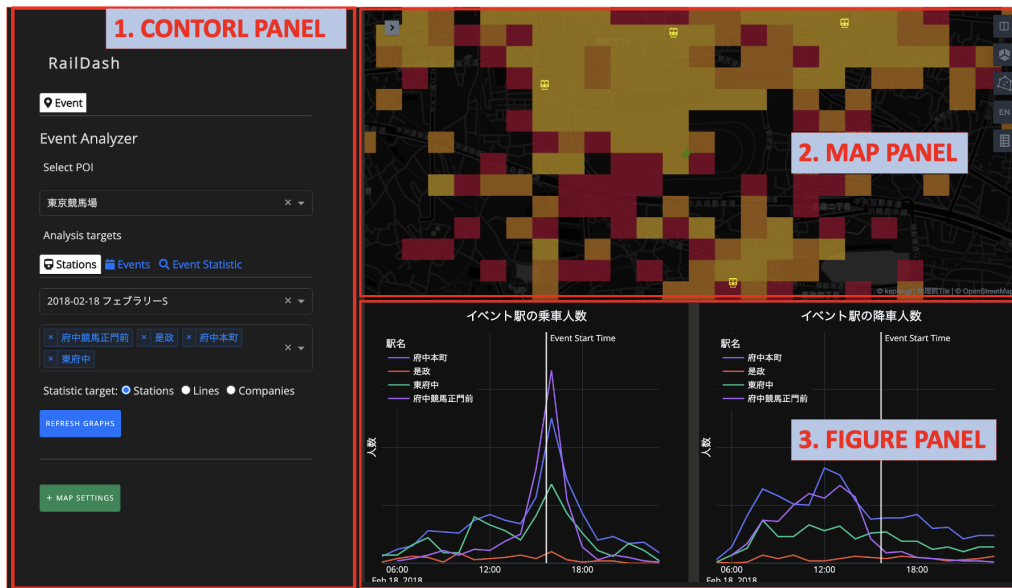 1. CONTORL PANEL
RailDash
Event
Event Analyzer
Select POI
東京競馬場
Analysis targets
Stations Events Event Statistic
2018-02-18 フェブラリーS
× 府中競馬正門前 × 是政 × 府中本町
× 東府中
Statistic target: Stations Lines Companies
REFRESH GRAPHS
+ MAP SETTINGS
2. MAP PANEL
EN
中央自動車道
© kepler.gl | 地理院Tile | © OpenStreetMap
イベント駅の乗車人数
Event Start Time
駅名
府中本町
是政
東府中
府中競馬正門前
人数
06:00 12:00 18:00
Feb 18, 2018
イベント駅の降車人数
Event Start Time
駅名
府中本町
是政
東府中
府中競馬正門前
3. FIGURE PANEL
人数
06:00 12:00 18:00
Feb 18, 2018